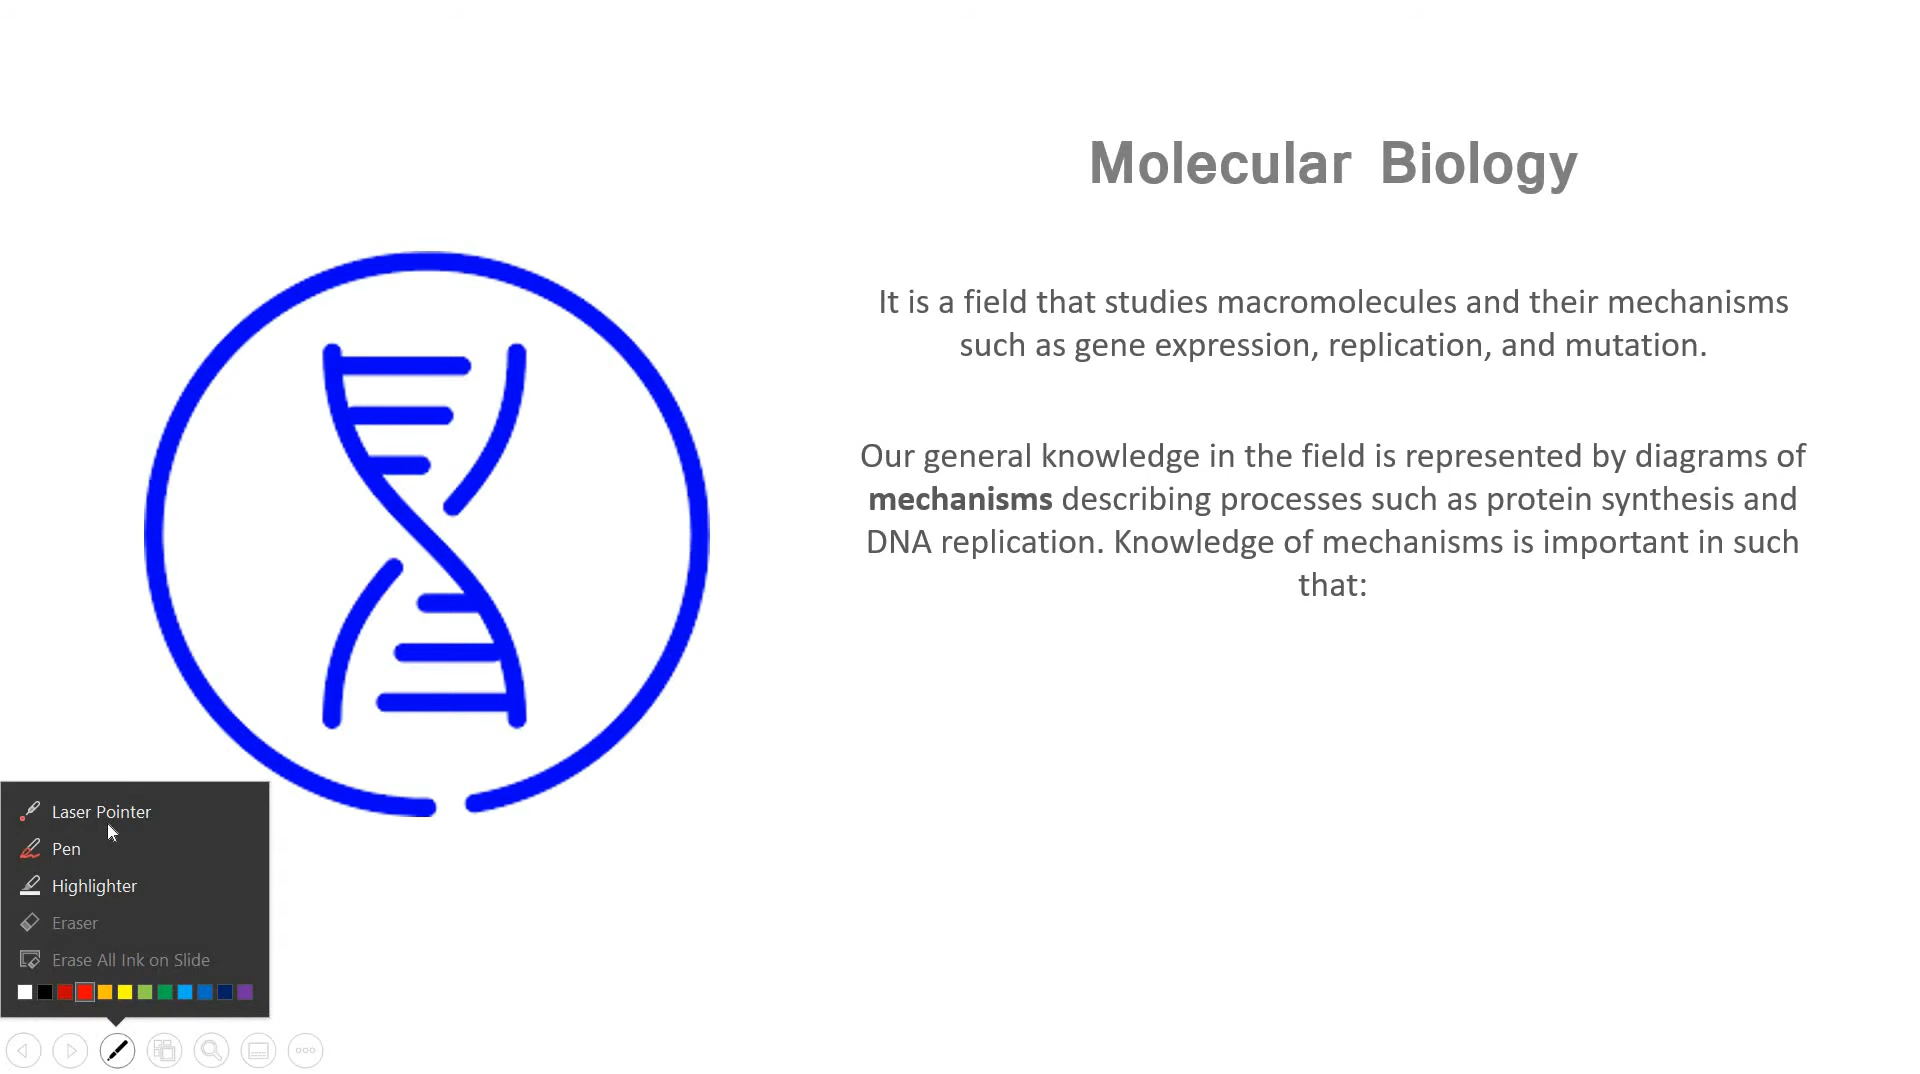 Molecular Biology
It is a field that studies macromolecules and their mechanisms
such as gene expression, replication, and mutation.
Our general knowledge in the field is represented by diagrams of
mechanisms describing processes such as protein synthesis and
DNA replication. Knowledge of mechanisms is important in such
that:
Laser Pointer
Pen
Highlighter
Eraser
Erase All Ink on Slide